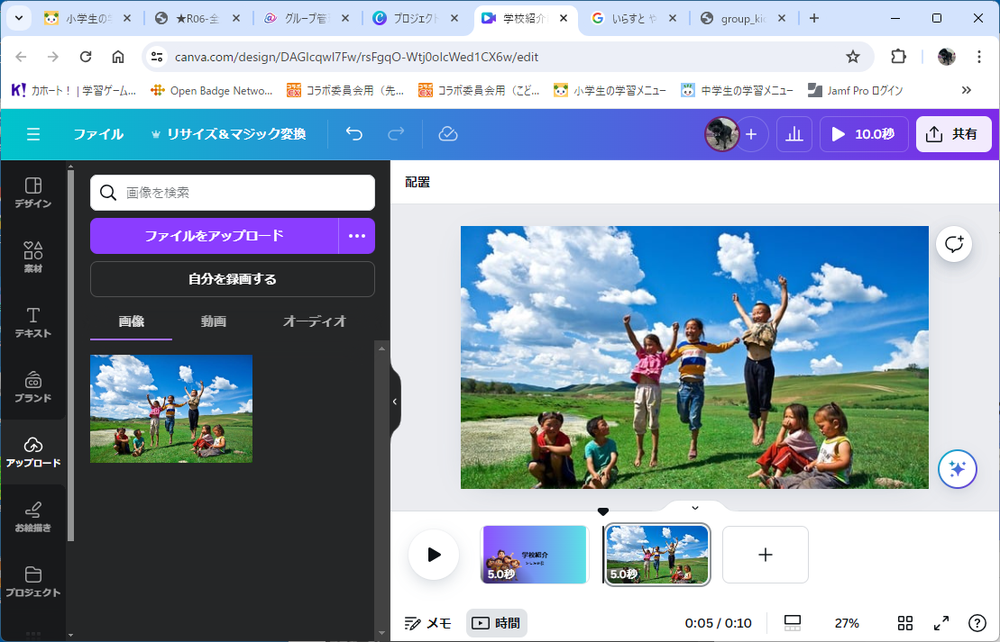 小学生の学
★R06-全
グループ管理
プロジェクト
学校紹介
いらすと や
group_kid
canva.com/design/DAGlcqwI7Fw/rsFgqO-Wtj0olcWed1CX6w/edit
カホート！ | 学習ゲーム...
Open Badge Netwo...
コラボ委員会用（先...
コラボ委員会用（こど...
小学生の学習メニュー
中学生の学習メニュー
Jamf Pro ログイン
ファイル
リサイズ＆マジック変換
10.0秒
共有
デザイン
素材
テキスト
ブランド
アップロード
お絵描き
プロジェクト
画像を検索
ファイルをアップロード
自分を録画する
画像
動画
オーディオ
配置
学校紹介
5.0秒
5.0秒
メモ
時間
0:05 / 0:10
27%